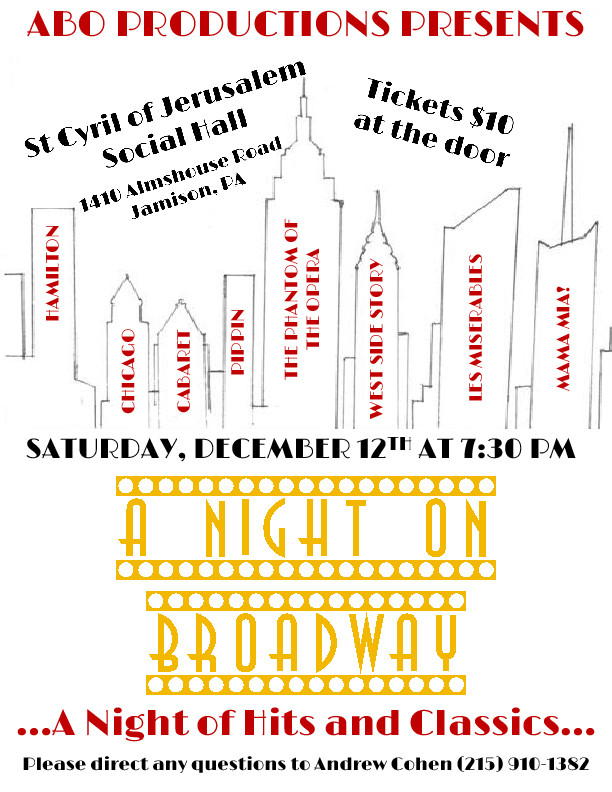 ABO PRODUCTIONS PRESENTS
St Cyril of Jerusalem
Social Hall
1410 Almshouse Road
Jamison, PA
Tickets $10
at the door
HAMILTON
CHICAGO
CABARET
PIPPIN
THE PHANTOM OF
THE OPERA
WEST SIDE STORY
LES MISERABLES
MAMA MIA!
SATURDAY, DECEMBER 12TH AT 7:30 PM
A NIGHT ON
BROADWAY
...A Night of Hits and Classics...
Please direct any questions to Andrew Cohen (215) 910-1382